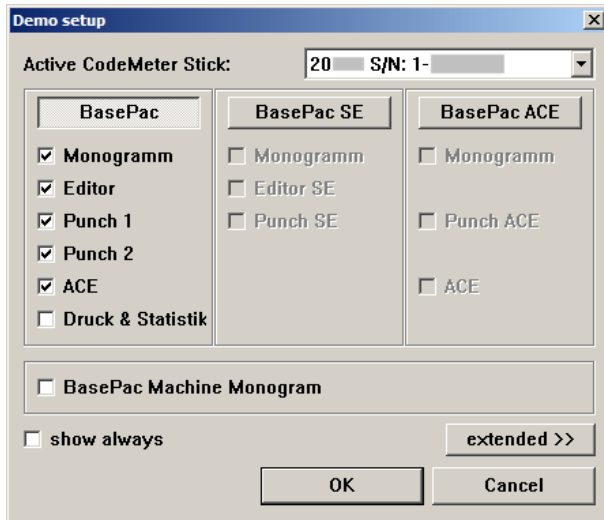 Demo setup
Active CodeMeter Stick:
20 S/N: 1-
BasePac
Monogramm
Editor
Punch 1
Punch 2
ACE
Druck & Statistik
BasePac SE
Monogramm
Editor SE
Punch SE
BasePac ACE
Monogramm
Punch ACE
ACE
BasePac Machine Monogram
show always
extended >>
OK
Cancel